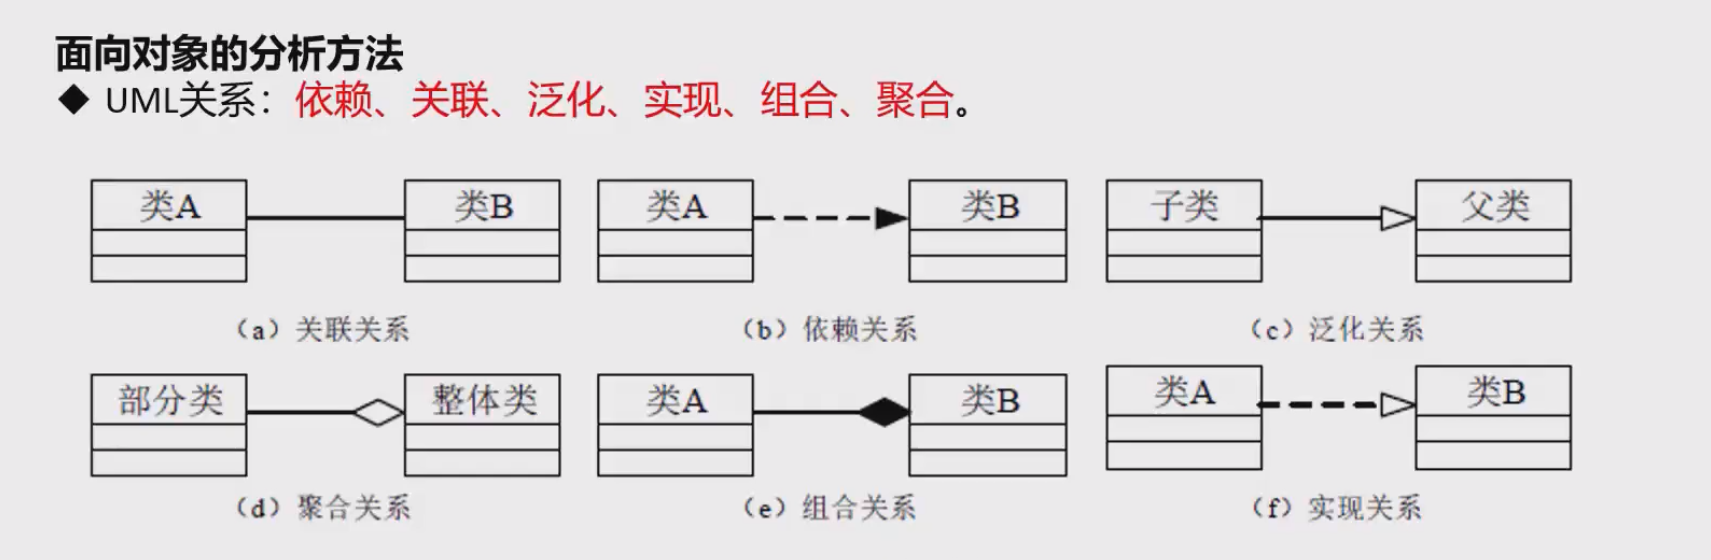 面向对象的分析方法
◆ UML关系：依赖、关联、泛化、实现、组合、聚合。
类A 类B 类A 类B 子类 父类
（a）关联关系 （b）依赖关系 （c）泛化关系
部分类 整体类 类A 类B 类A 类B
（d）聚合关系 （e）组合关系 （f）实现关系